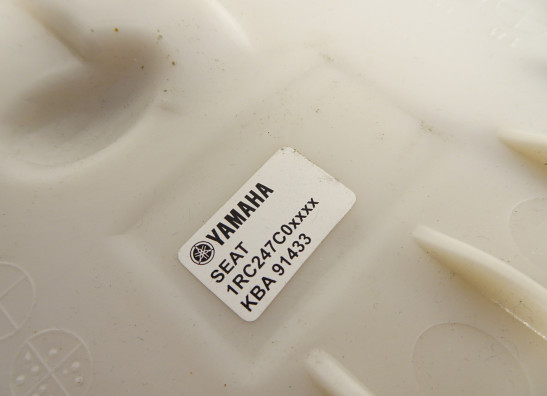 YAMAHA
SEAT
1RC247C0xxxx
KBA 91433